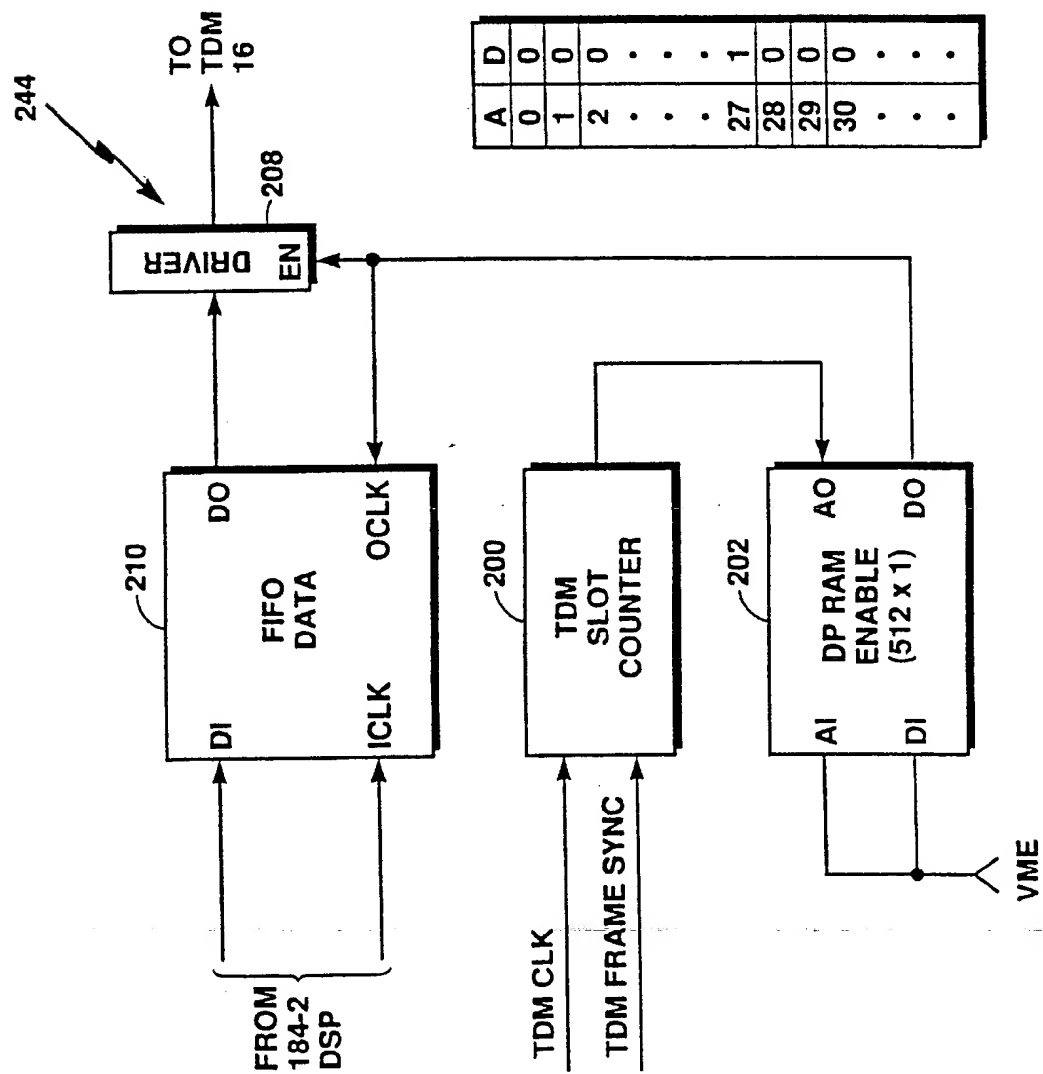 244
TO
TDM
16
208
DRIVER
EN
210
DI
DO
FIFO
DATA
ICLK
OCLK
FROM
184-2
DSP
200
TDM
SLOT
COUNTER
TDM CLK
TDM FRAME SYNC
202
AI
AO
DP RAM
ENABLE
(512 x 1)
DI
DO
VME
A D
0 0
1 0
2 0
· ·
· ·
· ·
27 1
28 0
29 0
30 0
· ·
· ·
· ·